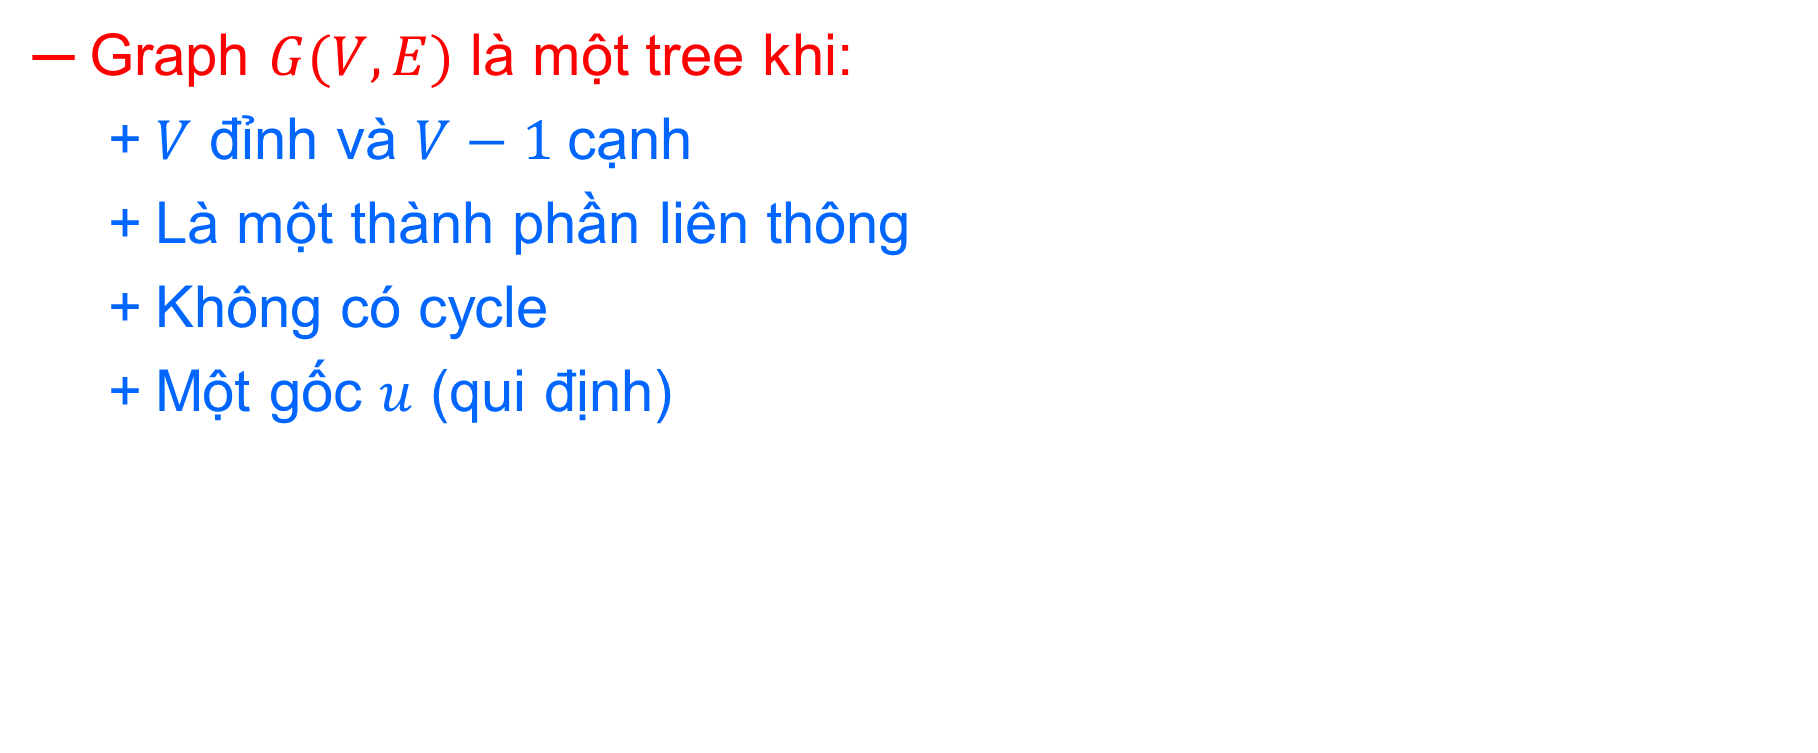 — Graph 𝐺(𝑉, 𝐸) là một tree khi:
+ 𝑉 đỉnh và 𝑉 − 1 cạnh
+ Là một thành phần liên thông
+ Không có cycle
+ Một gốc 𝑢 (qui định)